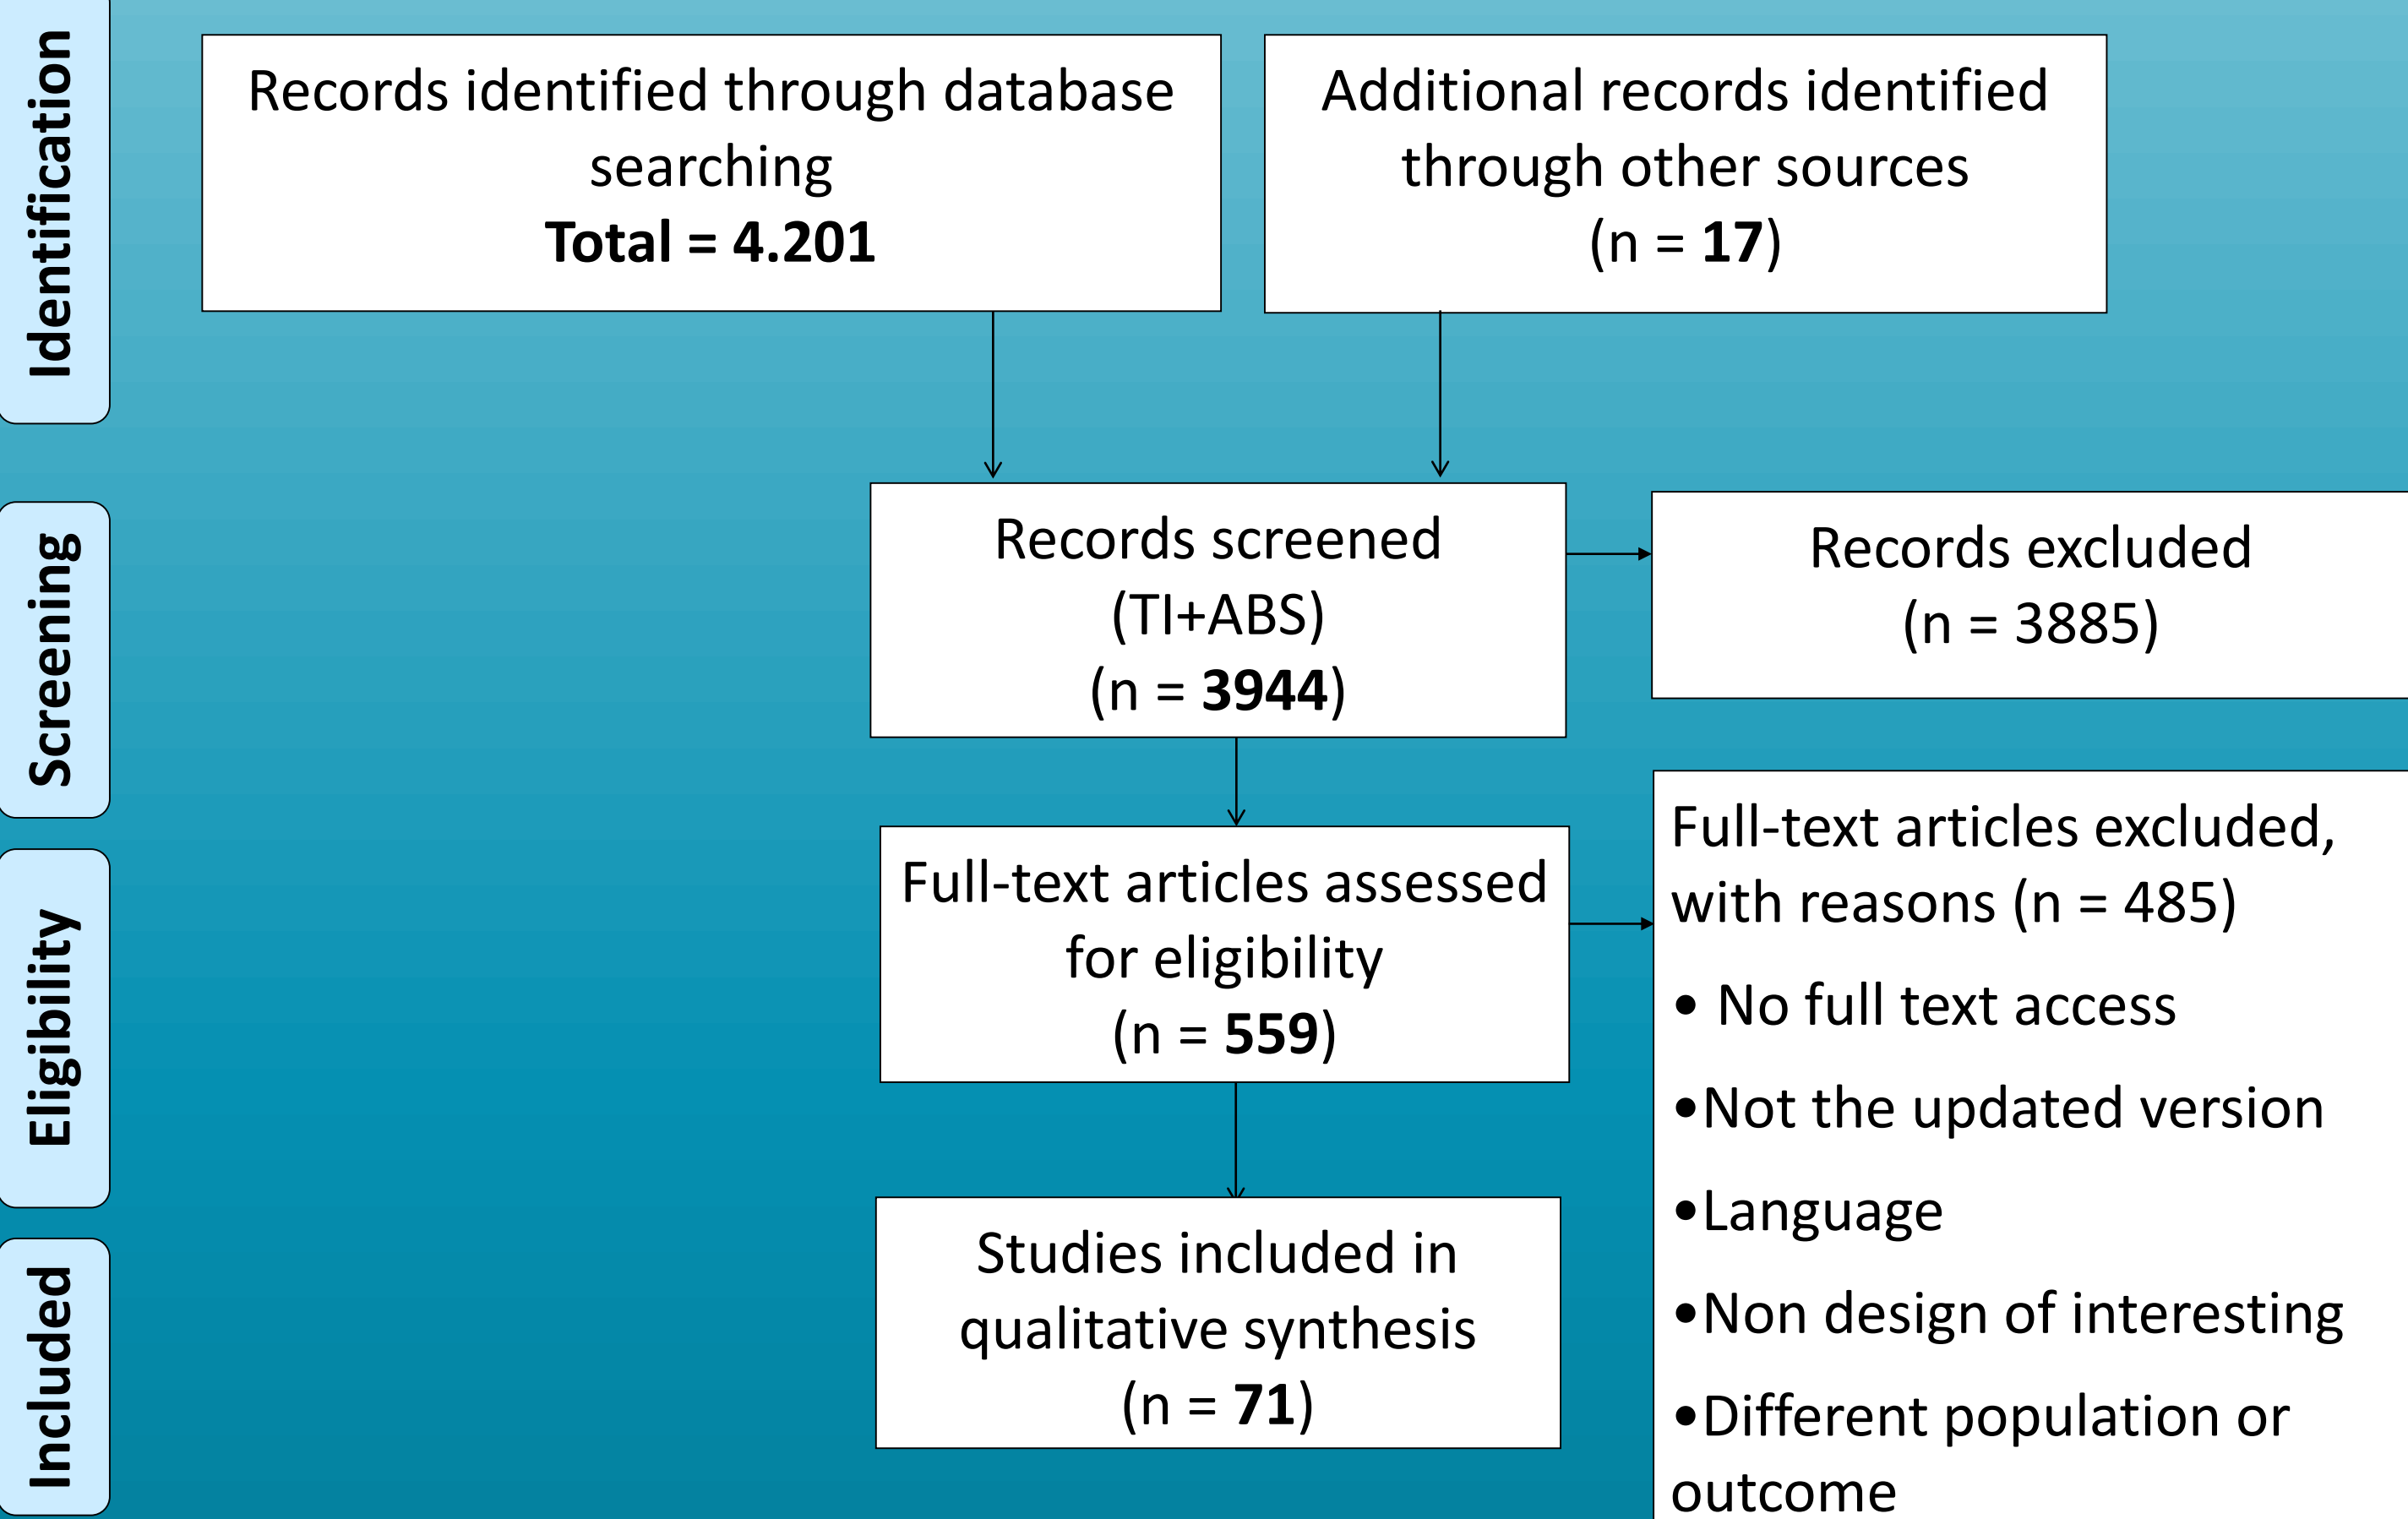 Identification
Records identified through database
searching
Total = 4.201
Additional records identified
through other sources
(n = 17)
Screening
Records screened
(TI+ABS)
(n = 3944)
Records excluded
(n = 3885)
Eligibility
Full-text articles assessed
for eligibility
(n = 559)
Full-text articles excluded,
with reasons (n = 485)
• No full text access
•Not the updated version
•Language
•Non design of interesting
•Different population or
outcome
Included
Studies included in
qualitative synthesis
(n = 71)